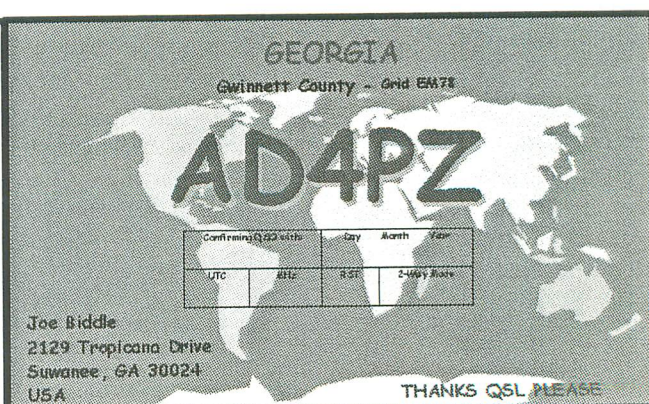 GEORGIA
Gwinnett County - Grid EM78
AD4PZ
Confirming QSO with Day Month Year
UTC MHz RST 2-Way Mode
Joe Biddle
2129 Tropicana Drive
Suwanee, GA 30024
USA
THANKS QSL PLEASE